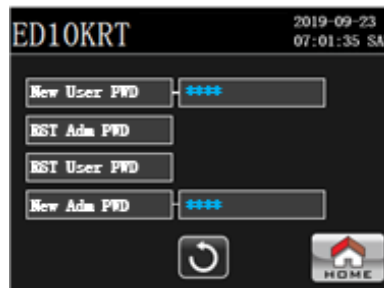 ED10KRT
2019-09-23
07:01:35 SA
New User PWD
****
RST Adm PWD
RST User PWD
New Adm PWD
****
HOME